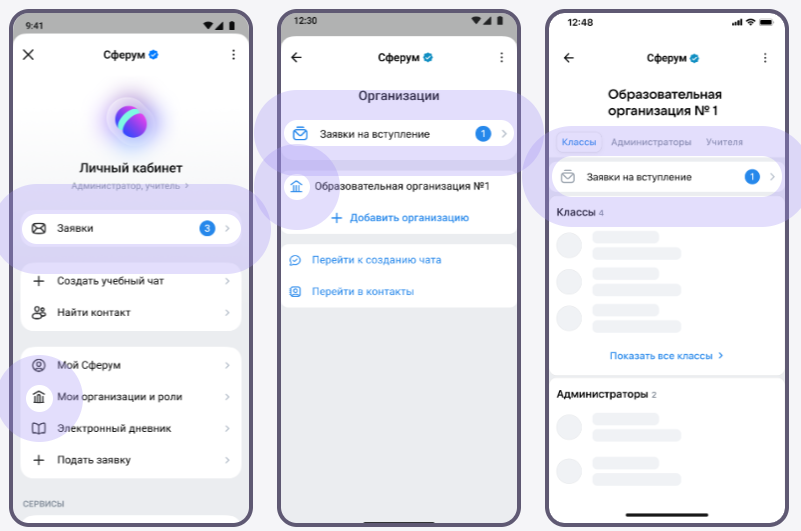 9:41
Сферум
Личный кабинет
Администратор, учитель
Заявки
3
Создать учебный чат
Найти контакт
Мой Сферум
Мои организации и роли
Электронный дневник
Подать заявку
СЕРВИСЫ
12:30
Сферум
Организации
Заявки на вступление
1
Образовательная организация №1
Добавить организацию
Перейти к созданию чата
Перейти в контакты
12:48
Сферум
Образовательная
организация № 1
Классы Администраторы Учителя
Заявки на вступление
1
Классы 4
Показать все классы
Администраторы 2